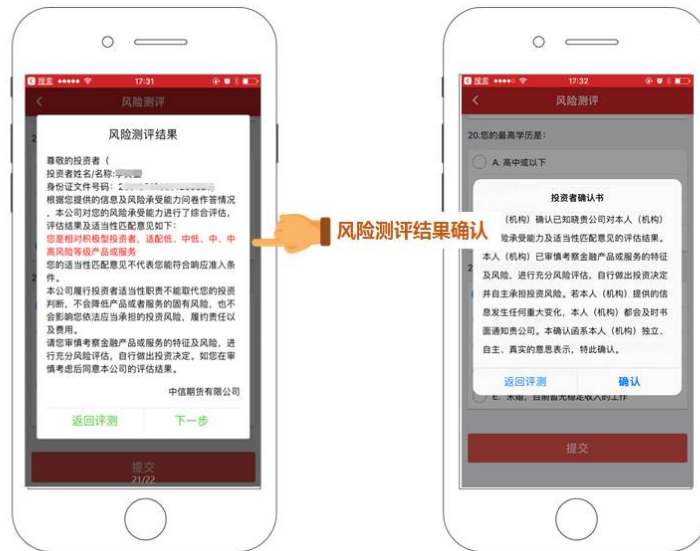 搜索
17:31
风险测评
风险测评结果
尊敬的投资者（
投资者姓名/名称:
身份证文件号码：
根据您提供的信息及风险承受能力问卷作答情况
，本公司对您的风险承受能力进行了综合评估，
评估结果及适当性匹配意见如下：
您是相对积极型投资者，适配低、中低、中、中
高风险等级产品或服务
您的适当性匹配意见不代表您能符合响应准入条
件。
本公司履行投资者适当性职责不能取代您的投资
判断，不会降低产品或者服务的固有风险，也不
会影响您依法应当承担的投资风险，履约责任以
及费用。
请您审慎考察金融产品或服务的特征及风险，进
行充分风险评估，自行做出投资决定。如您在审
慎考虑后同意本公司的评估结果。
中信期货有限公司
返回评测
下一步
提交
21/22
风险测评结果确认
搜索
17:32
风险测评
20.您的最高学历是：
A. 高中或以下
投资者确认书
（机构）确认已知晓贵公司对本人（机构）
险承受能力及适当性匹配意见的评估结果。
本人（机构）已审慎考察金融产品或服务的特征
及风险，进行充分风险评估，自行做出投资决定
并自主承担投资风险。若本人（机构）提供的信
息发生任何重大变化，本人（机构）都会及时书
面通知贵公司。本确认函系本人（机构）独立、
自主、真实的意思表示，特此确认。
返回评测
确认
E. 未婚，目前暂无稳定收入的工作
提交